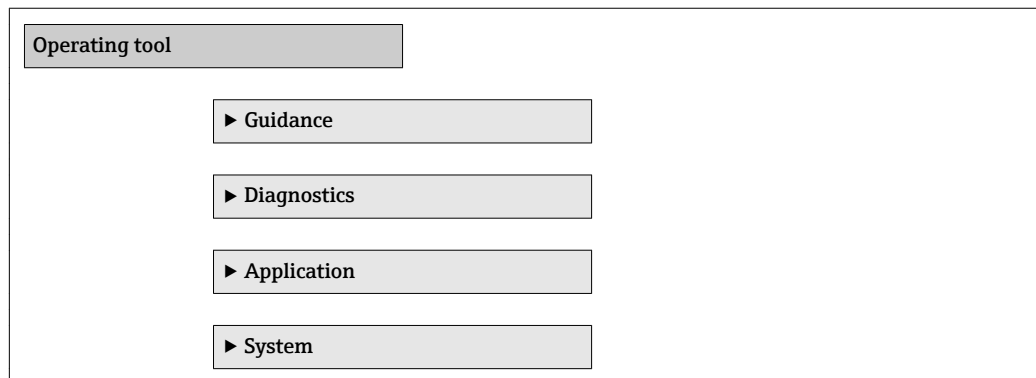 Operating tool
▶ Guidance
▶ Diagnostics
▶ Application
▶ System